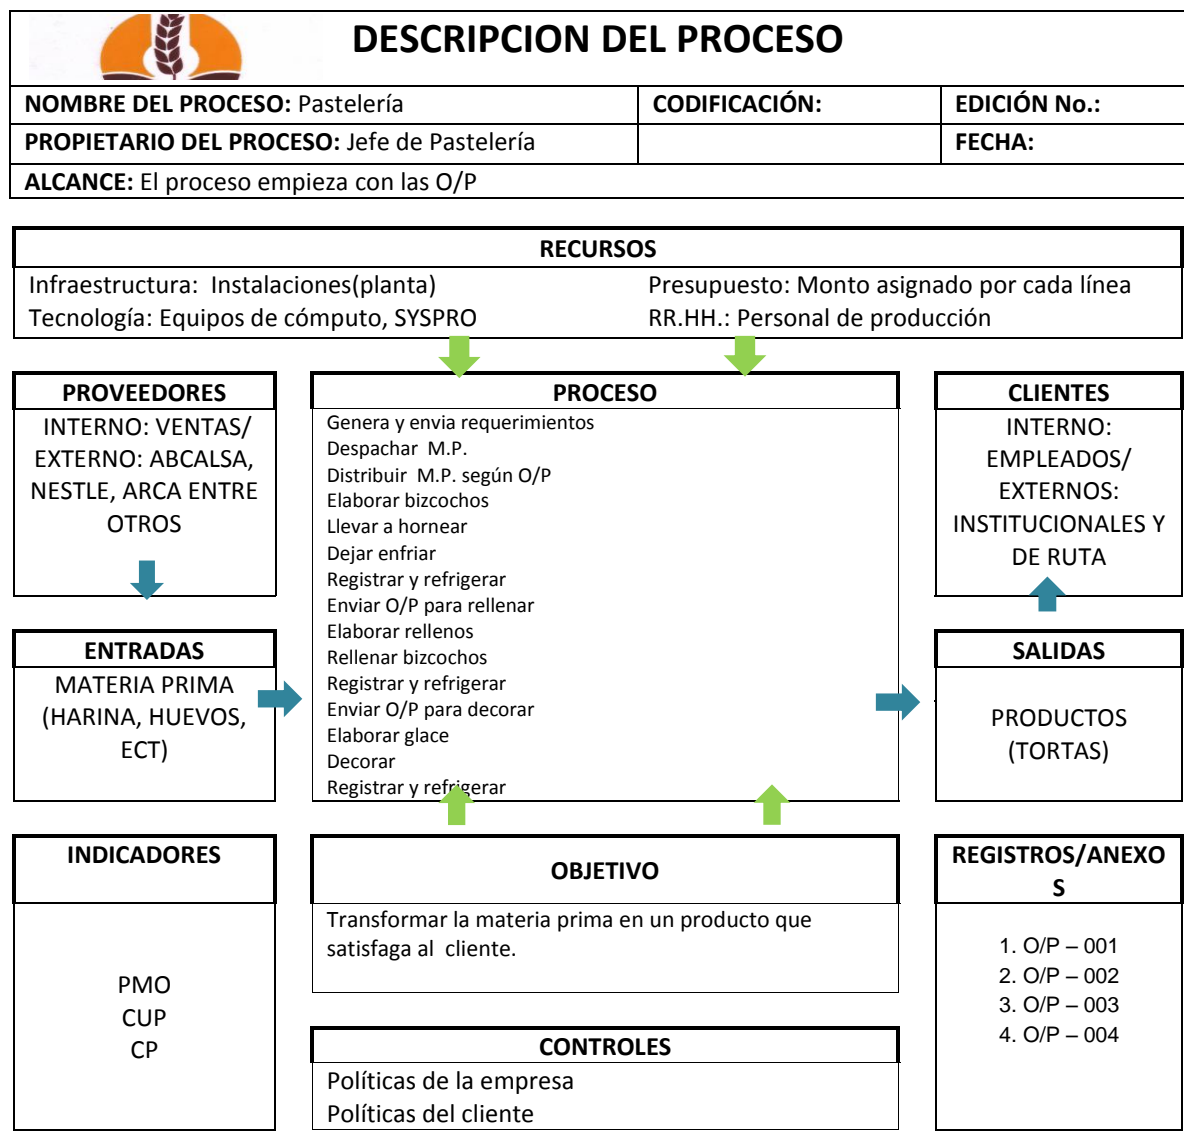 DESCRIPCION DEL PROCESO
NOMBRE DEL PROCESO: Pastelería
CODIFICACIÓN:
EDICIÓN No.:
PROPIETARIO DEL PROCESO: Jefe de Pastelería
FECHA:
ALCANCE: El proceso empieza con las O/P
RECURSOS
Infraestructura: Instalaciones(planta)
Presupuesto: Monto asignado por cada línea
Tecnología: Equipos de cómputo, SYSPRO
RR.HH.: Personal de producción
PROVEEDORES
INTERNO: VENTAS/
EXTERNO: ABCALSA,
NESTLE, ARCA ENTRE
OTROS
ENTRADAS
MATERIA PRIMA
(HARINA, HUEVOS,
ECT)
PROCESO
Genera y envia requerimientos
Despachar M.P.
Distribuir M.P. según O/P
Elaborar bizcochos
Llevar a hornear
Dejar enfriar
Registrar y refrigerar
Enviar O/P para rellenar
Elaborar rellenos
Rellenar bizcochos
Registrar y refrigerar
Enviar O/P para decorar
Elaborar glace
Decorar
Registrar y refrigerar
CLIENTES
INTERNO:
EMPLEADOS/
EXTERNOS:
INSTITUCIONALES Y
DE RUTA
SALIDAS
PRODUCTOS
(TORTAS)
INDICADORES
PMO
CUP
CP
OBJETIVO
Transformar la materia prima en un producto que
satisfaga al cliente.
CONTROLES
Políticas de la empresa
Políticas del cliente
REGISTROS/ANEXO
S
1. O/P – 001
2. O/P – 002
3. O/P – 003
4. O/P – 004